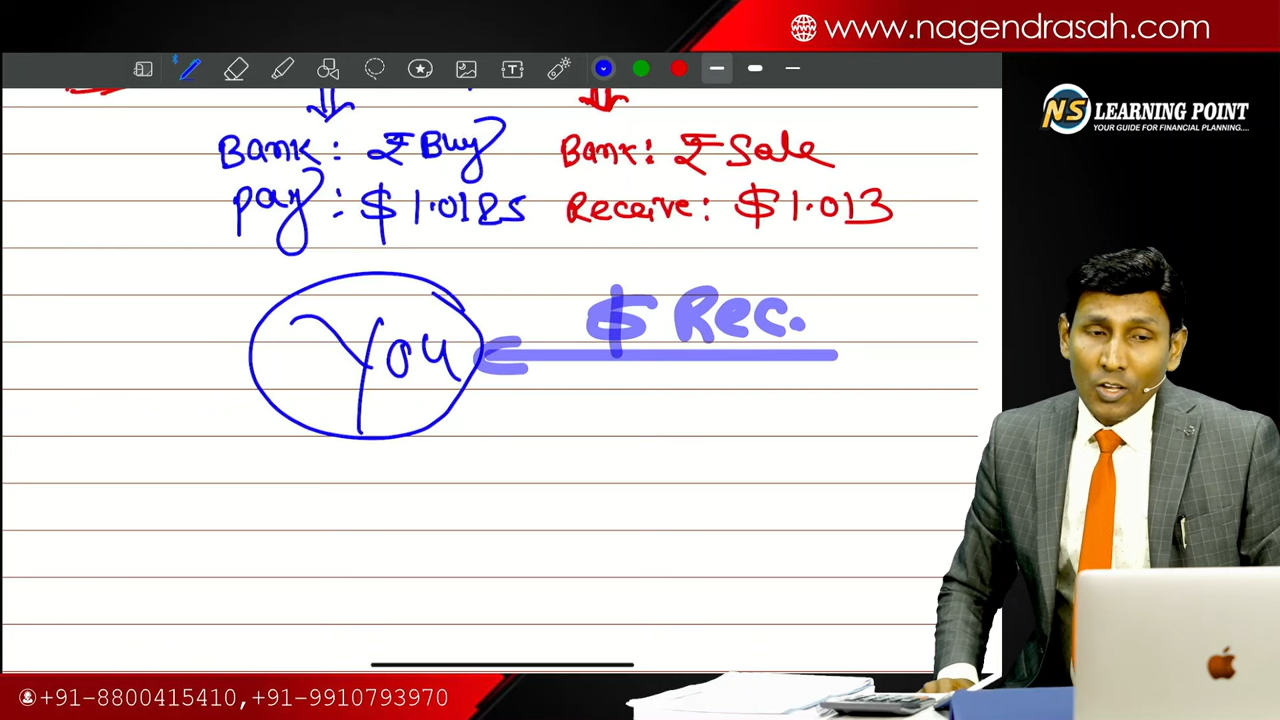 www.nagendrasah.com
NS LEARNING POINT
YOUR GUIDE FOR FINANCIAL PLANNING....
Bank: ₹ Buy Bank: ₹ Sale
Pay: $ 1.0125 Receive: $ 1.013
You
$ Rec.
+91-8800415410,+91-9910793970